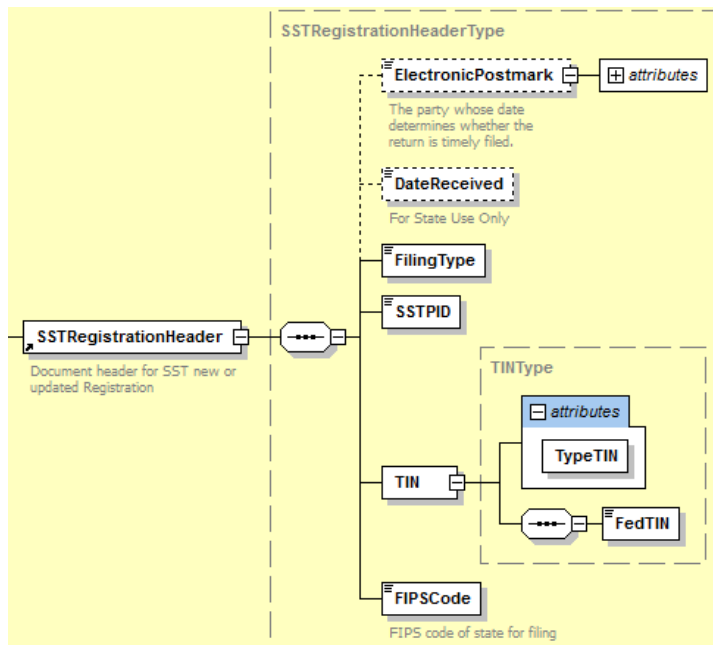 SSTRegistrationHeaderType
ElectronicPostmark
attributes
The party whose date
determines whether the
return is timely filed.
DateReceived
For State Use Only
FilingType
SSTPID
SSTRegistrationHeader
Document header for SST new or
updated Registration
TINType
attributes
TypeTIN
TIN
FedTIN
FIPSCode
FIPS code of state for filing